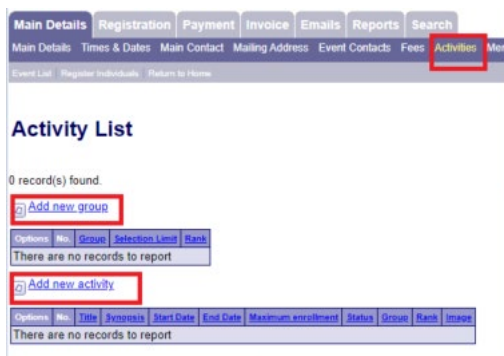 Main Details Registration Payment Invoice Emails Reports Search
Main Details Times & Dates Main Contact Mailing Address Event Contacts Fees Activities Mer
Event List Register Individuals Return to Home
Activity List
0 record(s) found.
Add new group
Options No. Group Selection Limit Rank
There are no records to report
Add new activity
Options No. Title Synopsis Start Date End Date Maximum enrollment Status Group Rank Image
There are no records to report